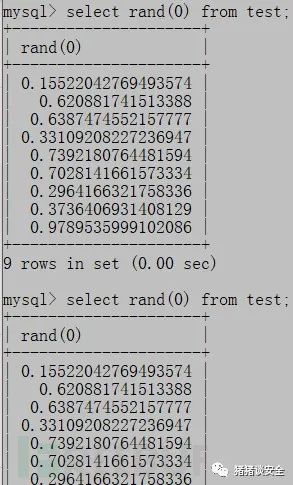 mysql> select rand(0) from test;
+---------------------+
| rand(0)             |
+---------------------+
| 0.15522042769493574 |
|   0.620881741513388 |
|  0.6387474552157777 |
| 0.33109208227236947 |
|  0.7392180764481594 |
|  0.7028141661573334 |
|  0.2964166321758336 |
|  0.3736406931408129 |
|  0.9789535999102086 |
+---------------------+
9 rows in set (0.00 sec)
mysql> select rand(0) from test;
+---------------------+
| rand(0)             |
+---------------------+
| 0.15522042769493574 |
|   0.620881741513388 |
|  0.6387474552157777 |
| 0.33109208227236947 |
|  0.7392180764481594 |
|  0.7028141661573334 |
|  0.2964166321758336
猪猪谈安全